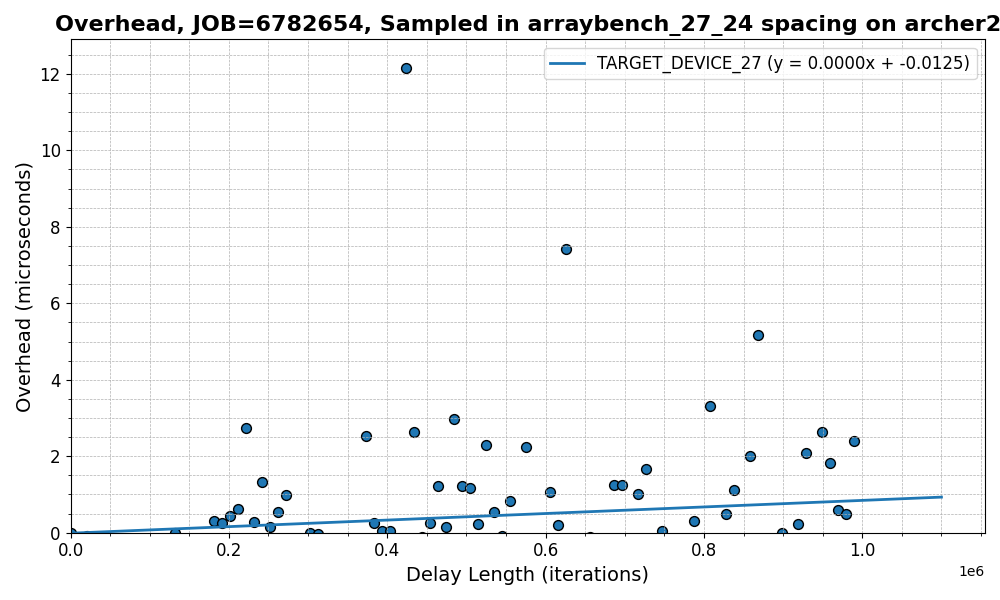 Overhead, JOB=6782654, Sampled in arraybench_27_24 spacing on archer2
TARGET_DEVICE_27 (y = 0.0000x + -0.0125)
Overhead (microseconds)
12
10
8
6
4
2
0
0.0 0.2 0.4 0.6 0.8 1.0
1e6
Delay Length (iterations)